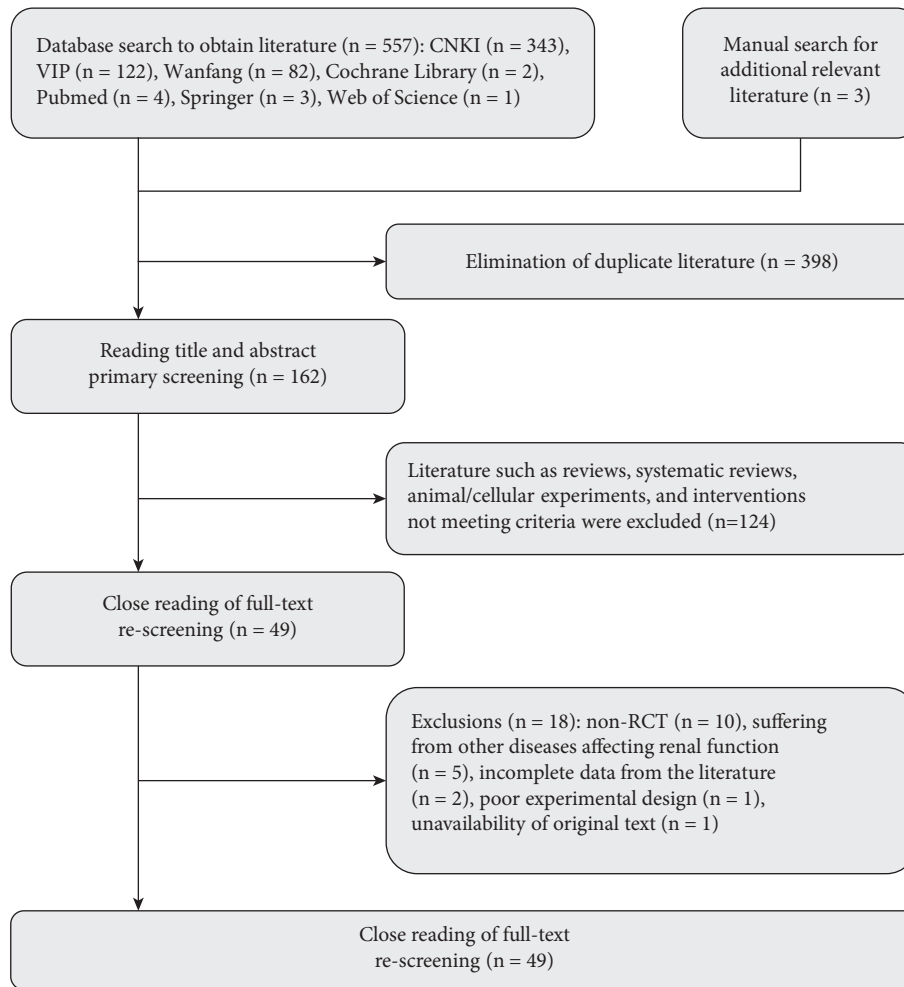 Database search to obtain literature (n = 557): CNKI (n = 343),
VIP (n = 122), Wanfang (n = 82), Cochrane Library (n = 2),
Pubmed (n = 4), Springer (n = 3), Web of Science (n = 1)
Manual search for
additional relevant
literature (n = 3)
Elimination of duplicate literature (n = 398)
Reading title and abstract
primary screening (n = 162)
Literature such as reviews, systematic reviews,
animal/cellular experiments, and interventions
not meeting criteria were excluded (n=124)
Close reading of full-text
re-screening (n = 49)
Exclusions (n = 18): non-RCT (n = 10), suffering
from other diseases affecting renal function
(n = 5), incomplete data from the literature
(n = 2), poor experimental design (n = 1),
unavailability of original text (n = 1)
Close reading of full-text
re-screening (n = 49)